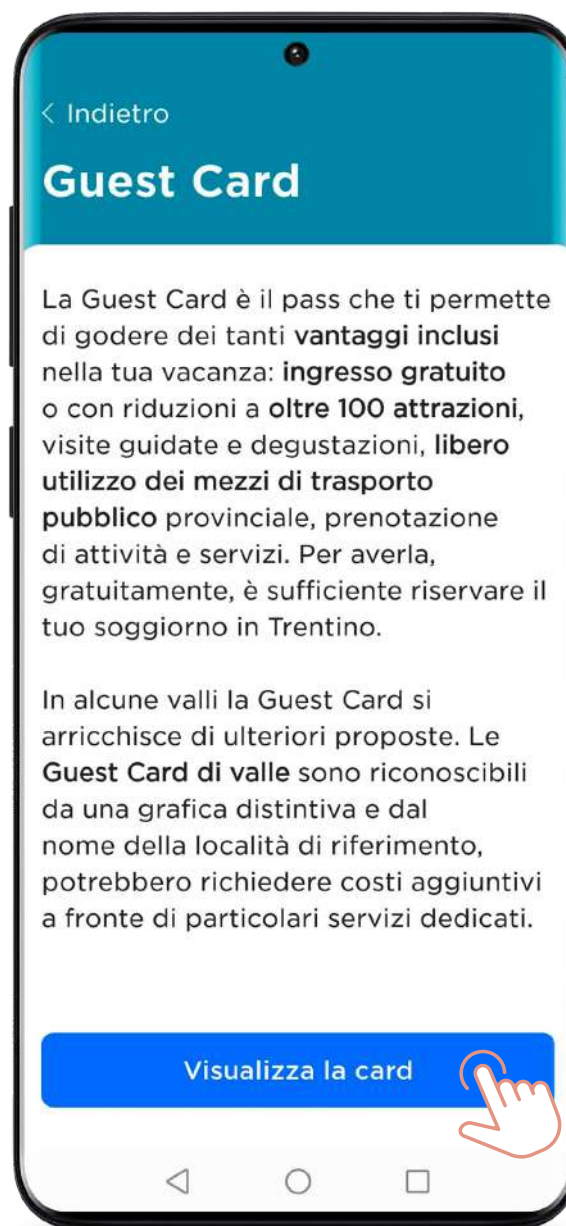 Indietro
Guest Card
La Guest Card è il pass che ti permette
di godere dei tanti vantaggi inclusi
nella tua vacanza: ingresso gratuito
o con riduzioni a oltre 100 attrazioni,
visite guidate e degustazioni, libero
utilizzo dei mezzi di trasporto
pubblico provinciale, prenotazione
di attività e servizi. Per averla,
gratuitamente, è sufficiente riservare il
tuo soggiorno in Trentino.
In alcune valli la Guest Card si
arricchisce di ulteriori proposte. Le
Guest Card di valle sono riconoscibili
da una grafica distintiva e dal
nome della località di riferimento,
potrebbero richiedere costi aggiuntivi
a fronte di particolari servizi dedicati.
Visualizza la card